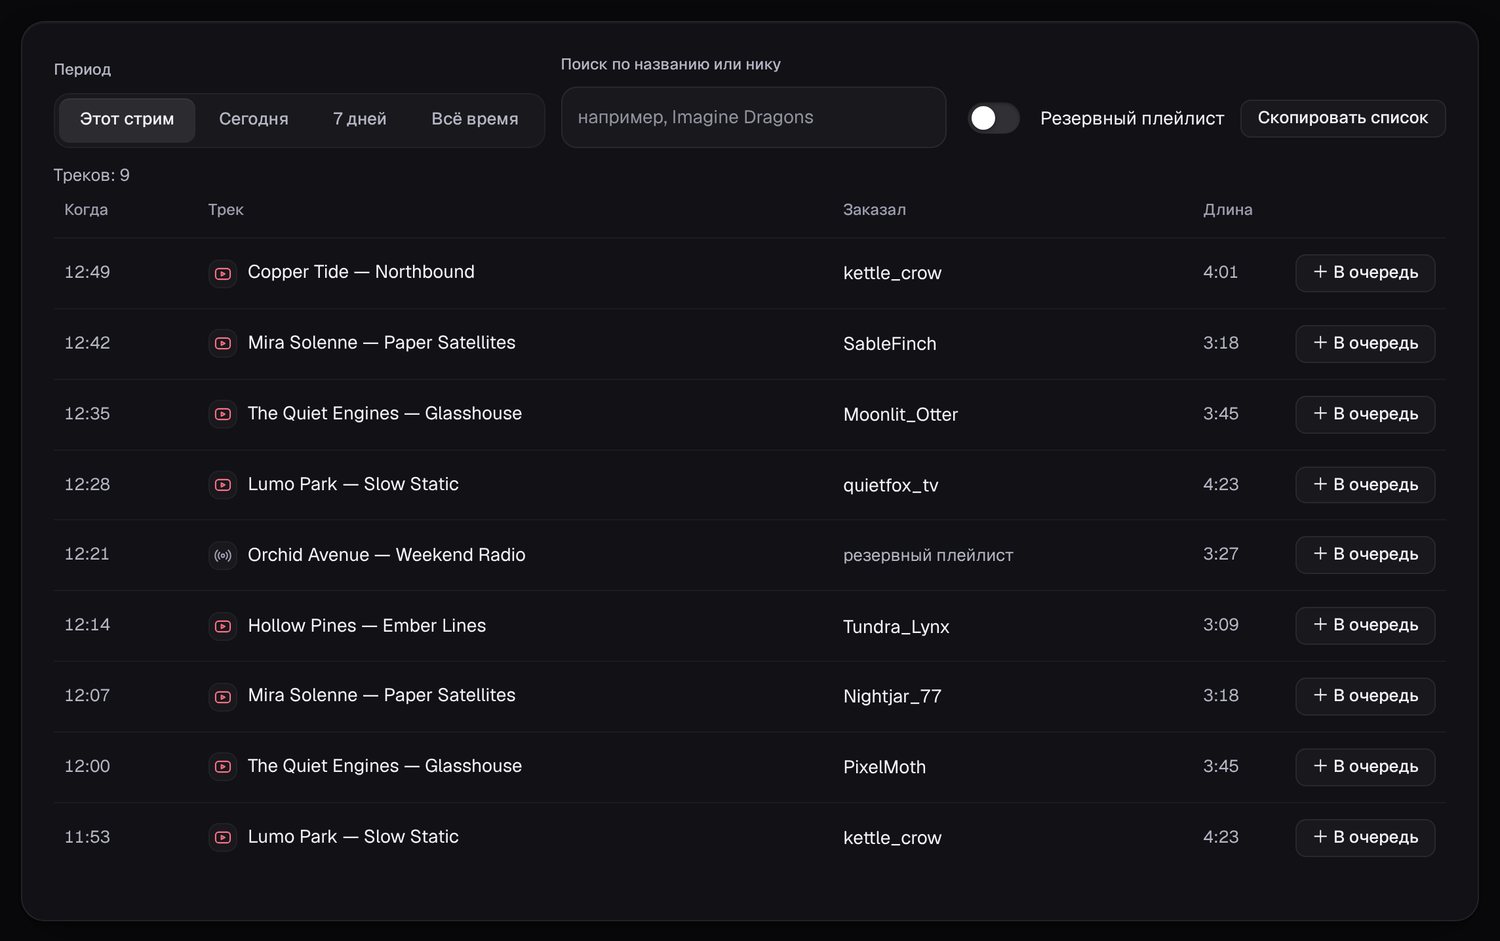 Период
Этот стрим Сегодня 7 дней Всё время
Поиск по названию или нику
например, Imagine Dragons
Резервный плейлист
Скопировать список
Треков: 9
Когда Трек Заказал Длина
12:49 Copper Tide — Northbound kettle_crow 4:01 + В очередь
12:42 Mira Solenne — Paper Satellites SableFinch 3:18 + В очередь
12:35 The Quiet Engines — Glasshouse Moonlit_Otter 3:45 + В очередь
12:28 Lumo Park — Slow Static quietfox_tv 4:23 + В очередь
12:21 Orchid Avenue — Weekend Radio резервный плейлист 3:27 + В очередь
12:14 Hollow Pines — Ember Lines Tundra_Lynx 3:09 + В очередь
12:07 Mira Solenne — Paper Satellites Nightjar_77 3:18 + В очередь
12:00 The Quiet Engines — Glasshouse PixelMoth 3:45 + В очередь
11:53 Lumo Park — Slow Static kettle_crow 4:23 + В очередь